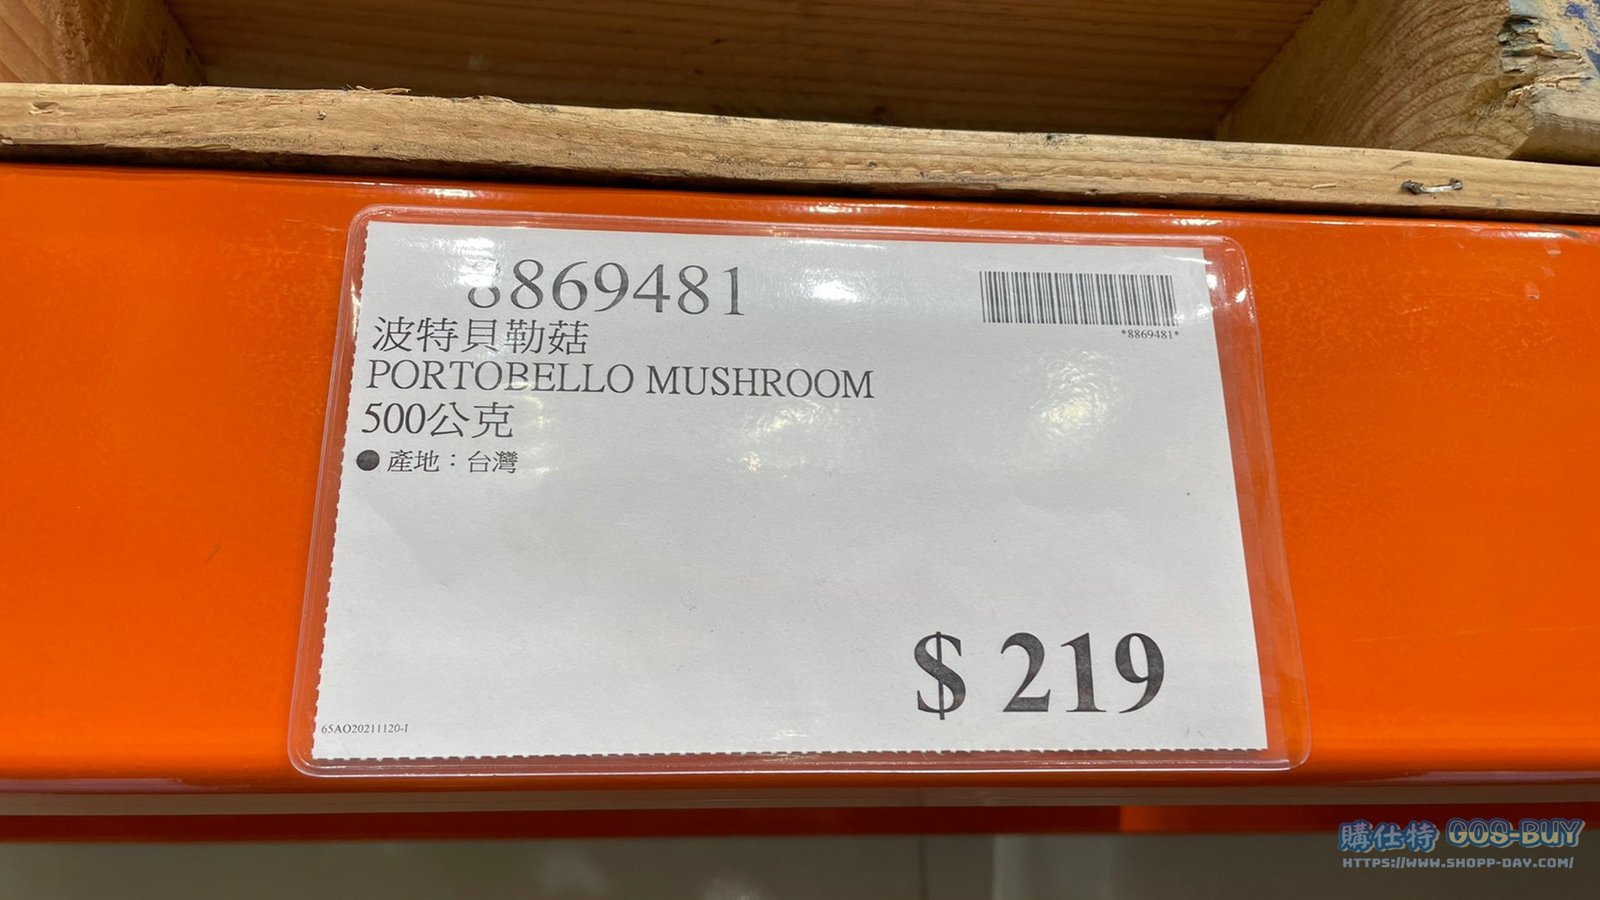 8869481
*8869481*
波特貝勒菇
PORTOBELLO MUSHROOM
500公克
● 產地：台灣
$ 219
65AO20211120-1
購仕特 GOS-BUY
HTTPS://WWW.SHOPP-DAY.COM/